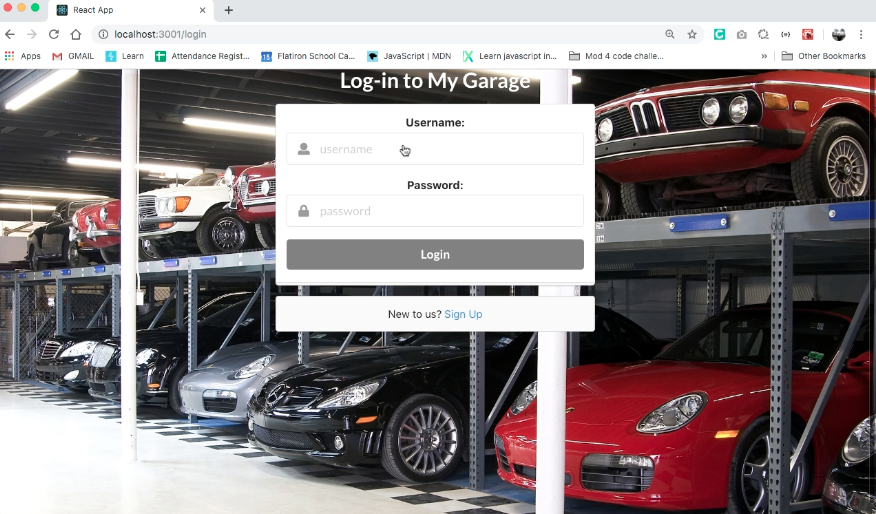 React App
localhost:3001/login
Apps GMAIL Learn Attendance Regist... Flatiron School Ca... JavaScript | MDN Learn javascript in... Mod 4 code challe... » Other Bookmarks
Log-in to My Garage
Username:
username
Password:
password
Login
New to us? Sign Up